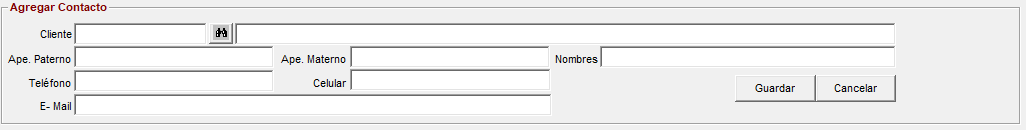 Agregar Contacto
Cliente
Ape. Paterno Ape. Materno Nombres
Teléfono Celular
Guardar Cancelar
E- Mail